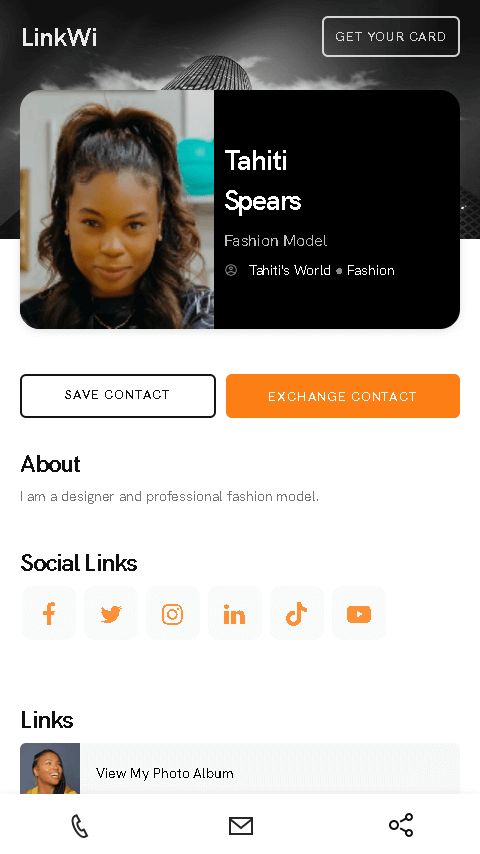 LinkWi
GET YOUR CARD
Tahiti
Spears
Fashion Model
Tahiti's World ● Fashion
SAVE CONTACT
EXCHANGE CONTACT
About
I am a designer and professional fashion model.
Social Links
Links
View My Photo Album